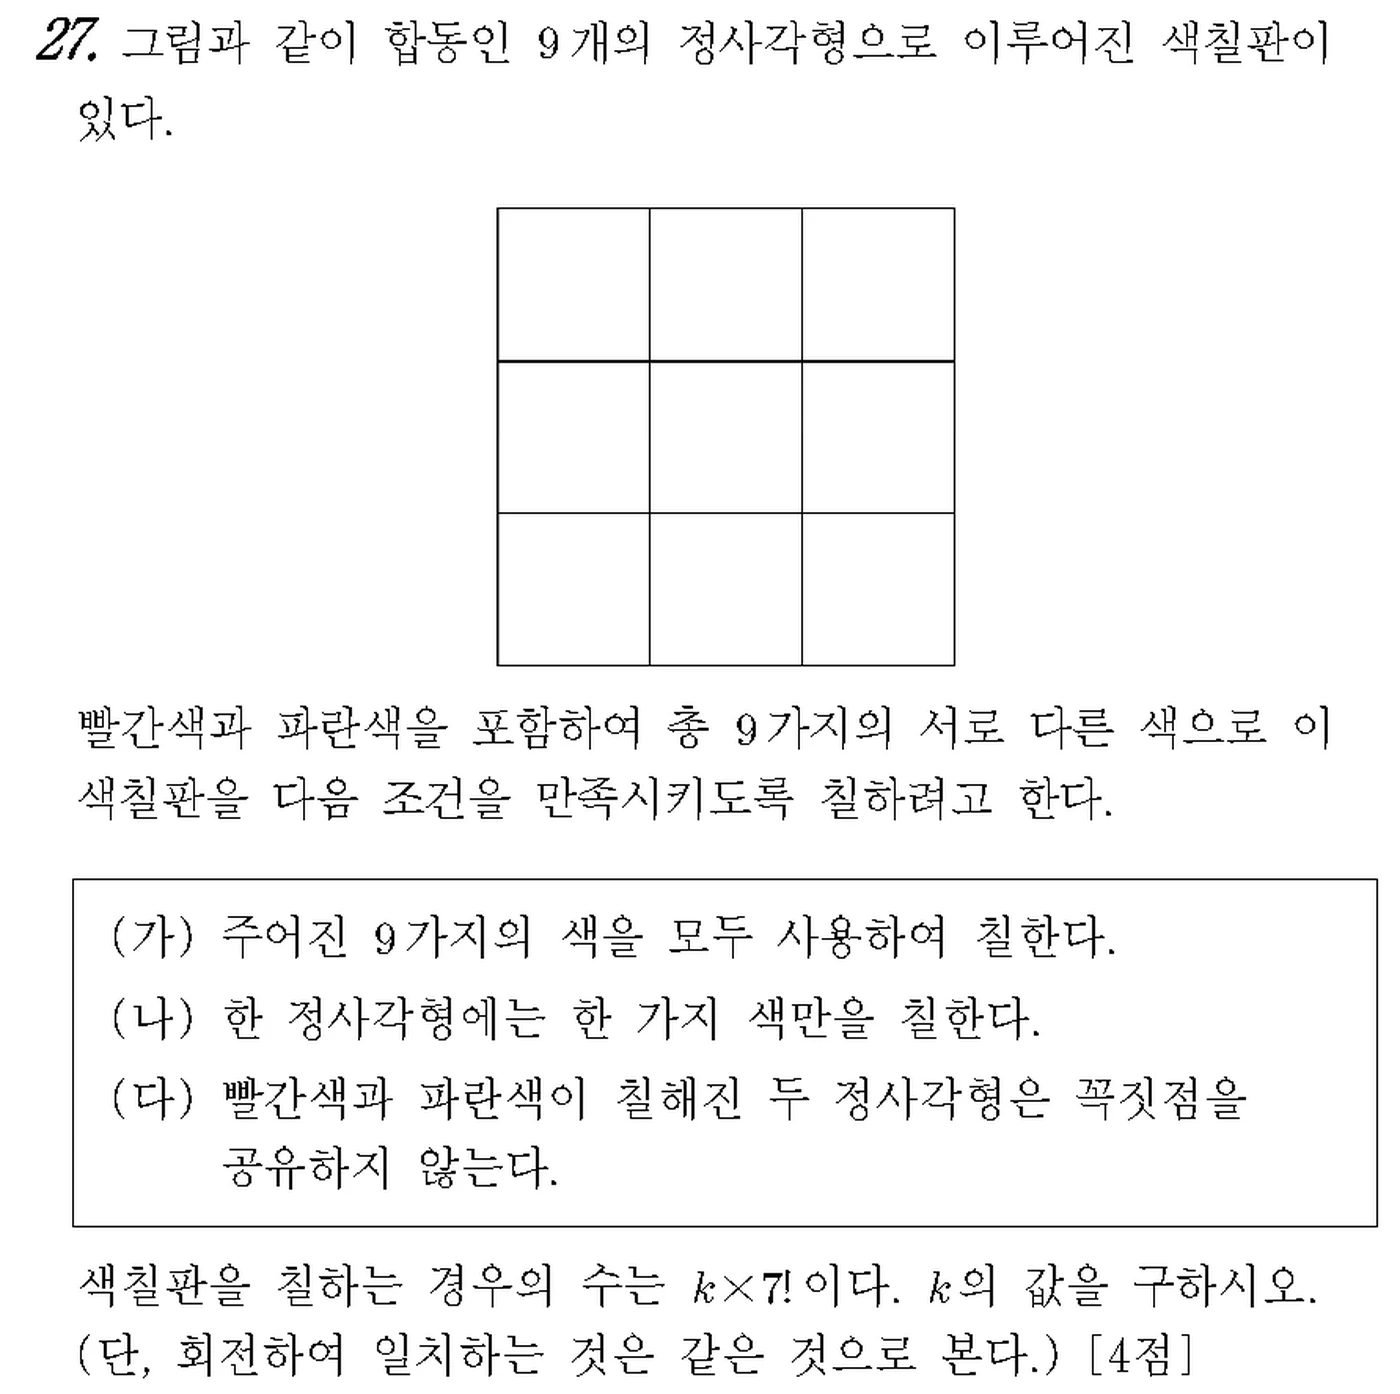 27. 그림과 같이 합동인 9개의 정사각형으로 이루어진 색칠판이
있다.
빨간색과 파란색을 포함하여 총 9가지의 서로 다른 색으로 이
색칠판을 다음 조건을 만족시키도록 칠하려고 한다.
(가) 주어진 9가지의 색을 모두 사용하여 칠한다.
(나) 한 정사각형에는 한 가지 색만을 칠한다.
(다) 빨간색과 파란색이 칠해진 두 정사각형은 꼭짓점을
공유하지 않는다.
색칠판을 칠하는 경우의 수는 k×7!이다. k의 값을 구하시오.
(단, 회전하여 일치하는 것은 같은 것으로 본다.) [4점]